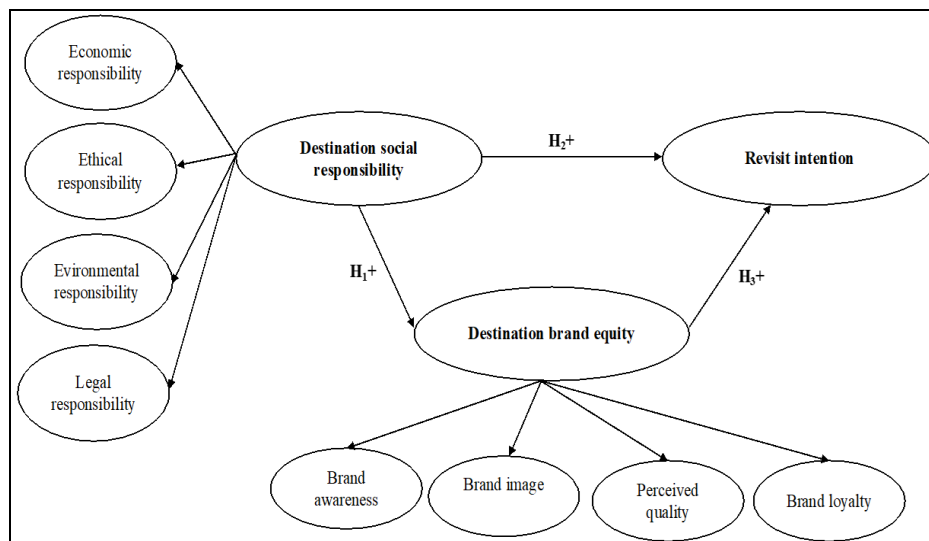 Economic
responsibility
Ethical
responsibility
Evironmental
responsibility
Legal
responsibility
Destination social
responsibility
H₂+
Revisit intention
H₁+
H₃+
Destination brand equity
Brand
awareness
Brand image
Perceived
quality
Brand loyalty